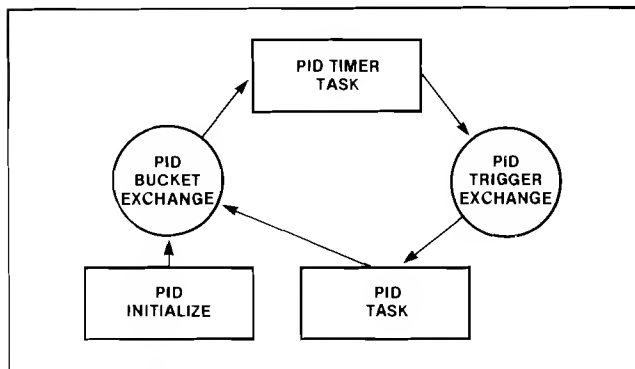 PID TIMER
TASK
PID
BUCKET
EXCHANGE
PID
TRIGGER
EXCHANGE
PID
INITIALIZE
PID
TASK